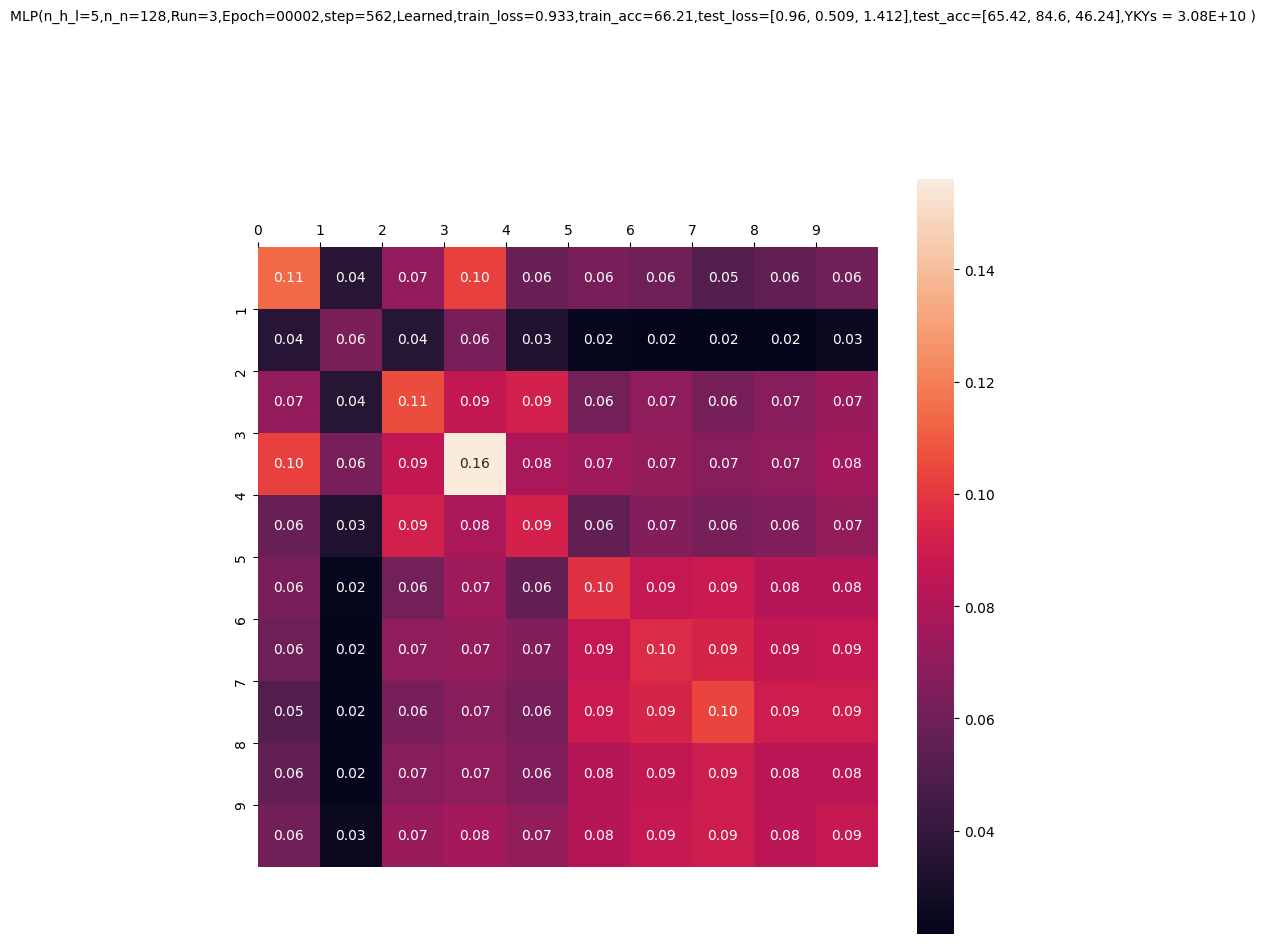 MLP(n_h_l=5,n_n=128,Run=3,Epoch=00002,step=562,Learned,train_loss=0.933,train_acc=66.21,test_loss=[0.96, 0.509, 1.412],test_acc=[65.42, 84.6, 46.24],YKYs = 3.08E+10 )
0 1 2 3 4 5 6 7 8 9
0.11 0.04 0.07 0.10 0.06 0.06 0.06 0.05 0.06 0.06
1
0.04 0.06 0.04 0.06 0.03 0.02 0.02 0.02 0.02 0.03
2
0.07 0.04 0.11 0.09 0.09 0.06 0.07 0.06 0.07 0.07
3
0.10 0.06 0.09 0.16 0.08 0.07 0.07 0.07 0.07 0.08
4
0.06 0.03 0.09 0.08 0.09 0.06 0.07 0.06 0.06 0.07
5
0.06 0.02 0.06 0.07 0.06 0.10 0.09 0.09 0.08 0.08
6
0.06 0.02 0.07 0.07 0.07 0.09 0.10 0.09 0.09 0.09
7
0.05 0.02 0.06 0.07 0.06 0.09 0.09 0.10 0.09 0.09
8
0.06 0.02 0.07 0.07 0.06 0.08 0.09 0.09 0.08 0.08
9
0.06 0.03 0.07 0.08 0.07 0.08 0.09 0.09 0.08 0.09
0.14
0.12
0.10
0.08
0.06
0.04